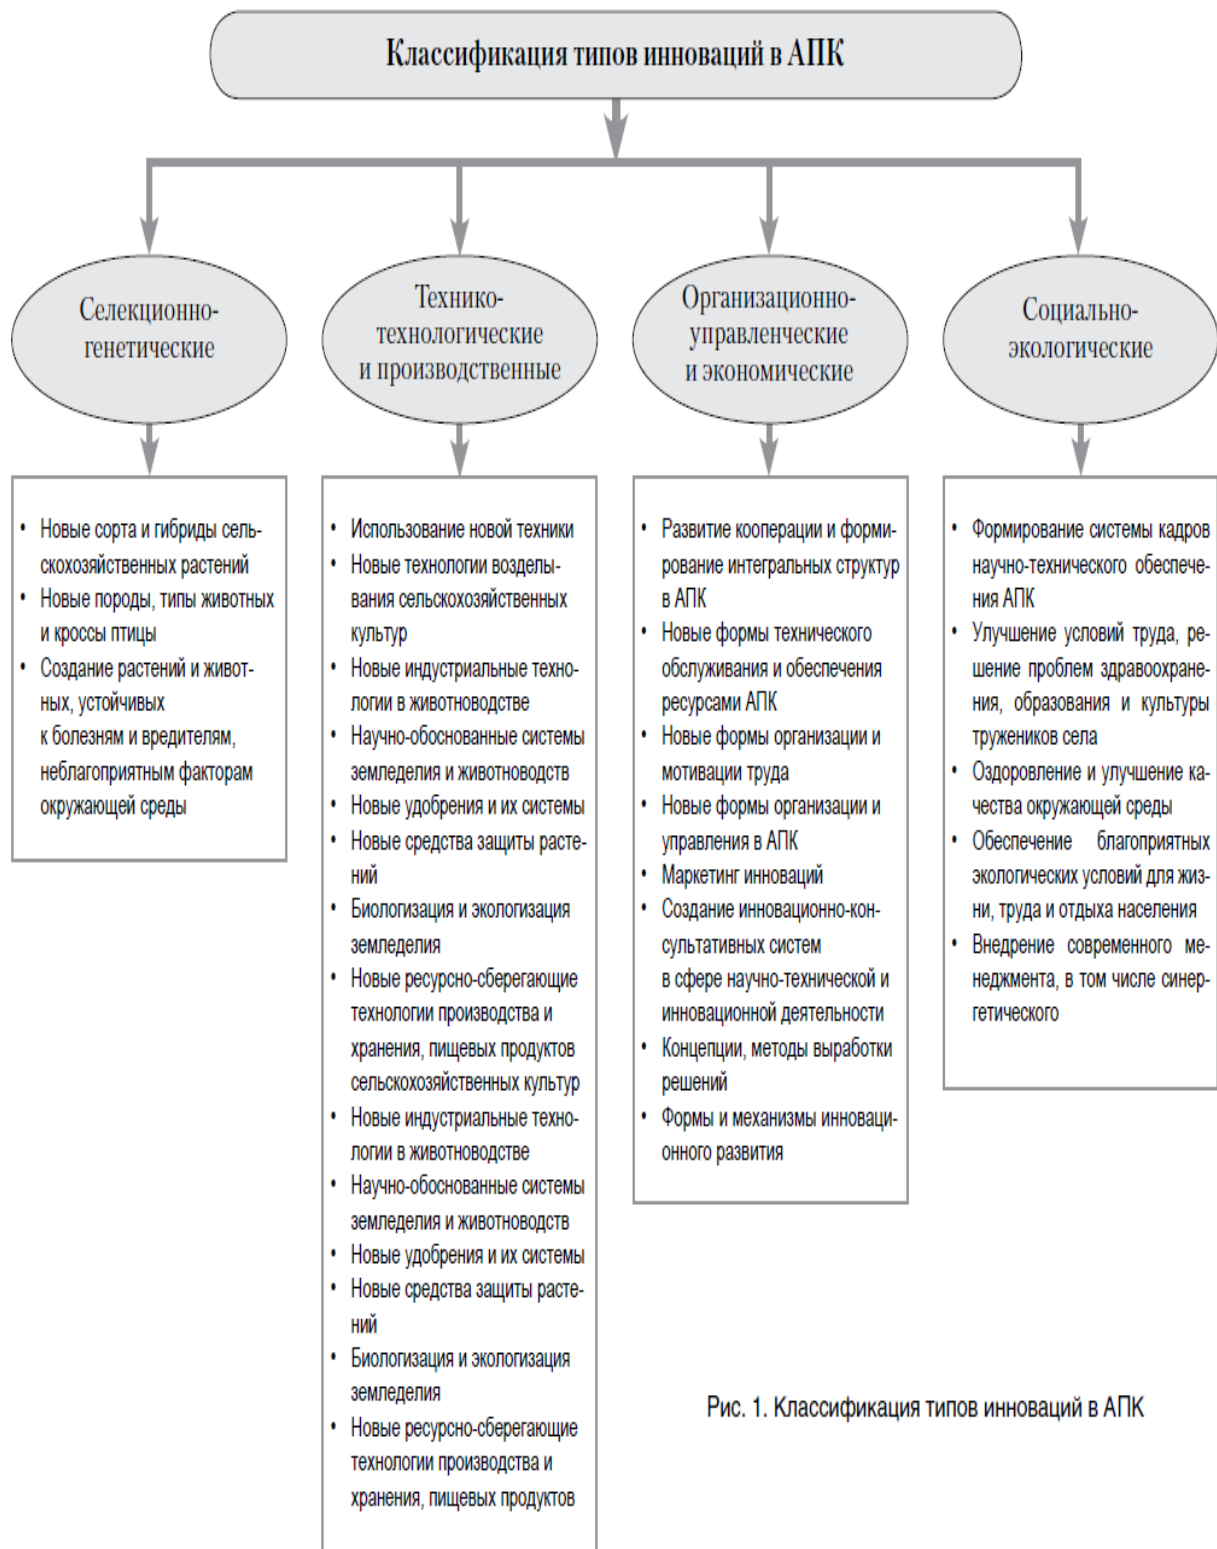 Классификация типов инноваций в АПК
Селекционно-
генетические
Технико-
технологические
и производственные
Организационно-
управленческие
и экономические
Социально-
экологические
• Новые сорта и гибриды сель-
скохозяйственных растений
• Новые породы, типы животных
и кроссы птицы
• Создание растений и живот-
ных, устойчивых
к болезням и вредителям,
неблагоприятным факторам
окружающей среды
• Использование новой техники
• Новые технологии возделы-
вания сельскохозяйственных
культур
• Новые индустриальные техно-
логии в животноводстве
• Научно-обоснованные системы
земледелия и животноводств
• Новые удобрения и их системы
• Новые средства защиты расте-
ний
• Биологизация и экологизация
земледелия
• Новые ресурсно-сберегающие
технологии производства и
хранения, пищевых продуктов
сельскохозяйственных культур
• Новые индустриальные техно-
логии в животноводстве
• Научно-обоснованные системы
земледелия и животноводств
• Новые удобрения и их системы
• Новые средства защиты расте-
ний
• Биологизация и экологизация
земледелия
• Новые ресурсно-сберегающие
технологии производства и
хранения, пищевых продуктов
• Развитие кооперации и форми-
рование интегральных структур
в АПК
• Новые формы технического
обслуживания и обеспечения
ресурсами АПК
• Новые формы организации и
мотивации труда
• Новые формы организации и
управления в АПК
• Маркетинг инноваций
• Создание инновационно-кон-
сультативных систем
в сфере научно-технической и
инновационной деятельности
• Концепции, методы выработки
решений
• Формы и механизмы инноваци-
онного развития
• Формирование системы кадров
научно-технического обеспече-
ния АПК
• Улучшение условий труда, ре-
шение проблем здравоохране-
ния, образования и культуры
тружеников села
• Оздоровление и улучшение ка-
чества окружающей среды
• Обеспечение благоприятных
экологических условий для жиз-
ни, труда и отдыха населения
• Внедрение современного ме-
неджмента, в том числе синер-
гетического
Рис. 1. Классификация типов инноваций в АПК